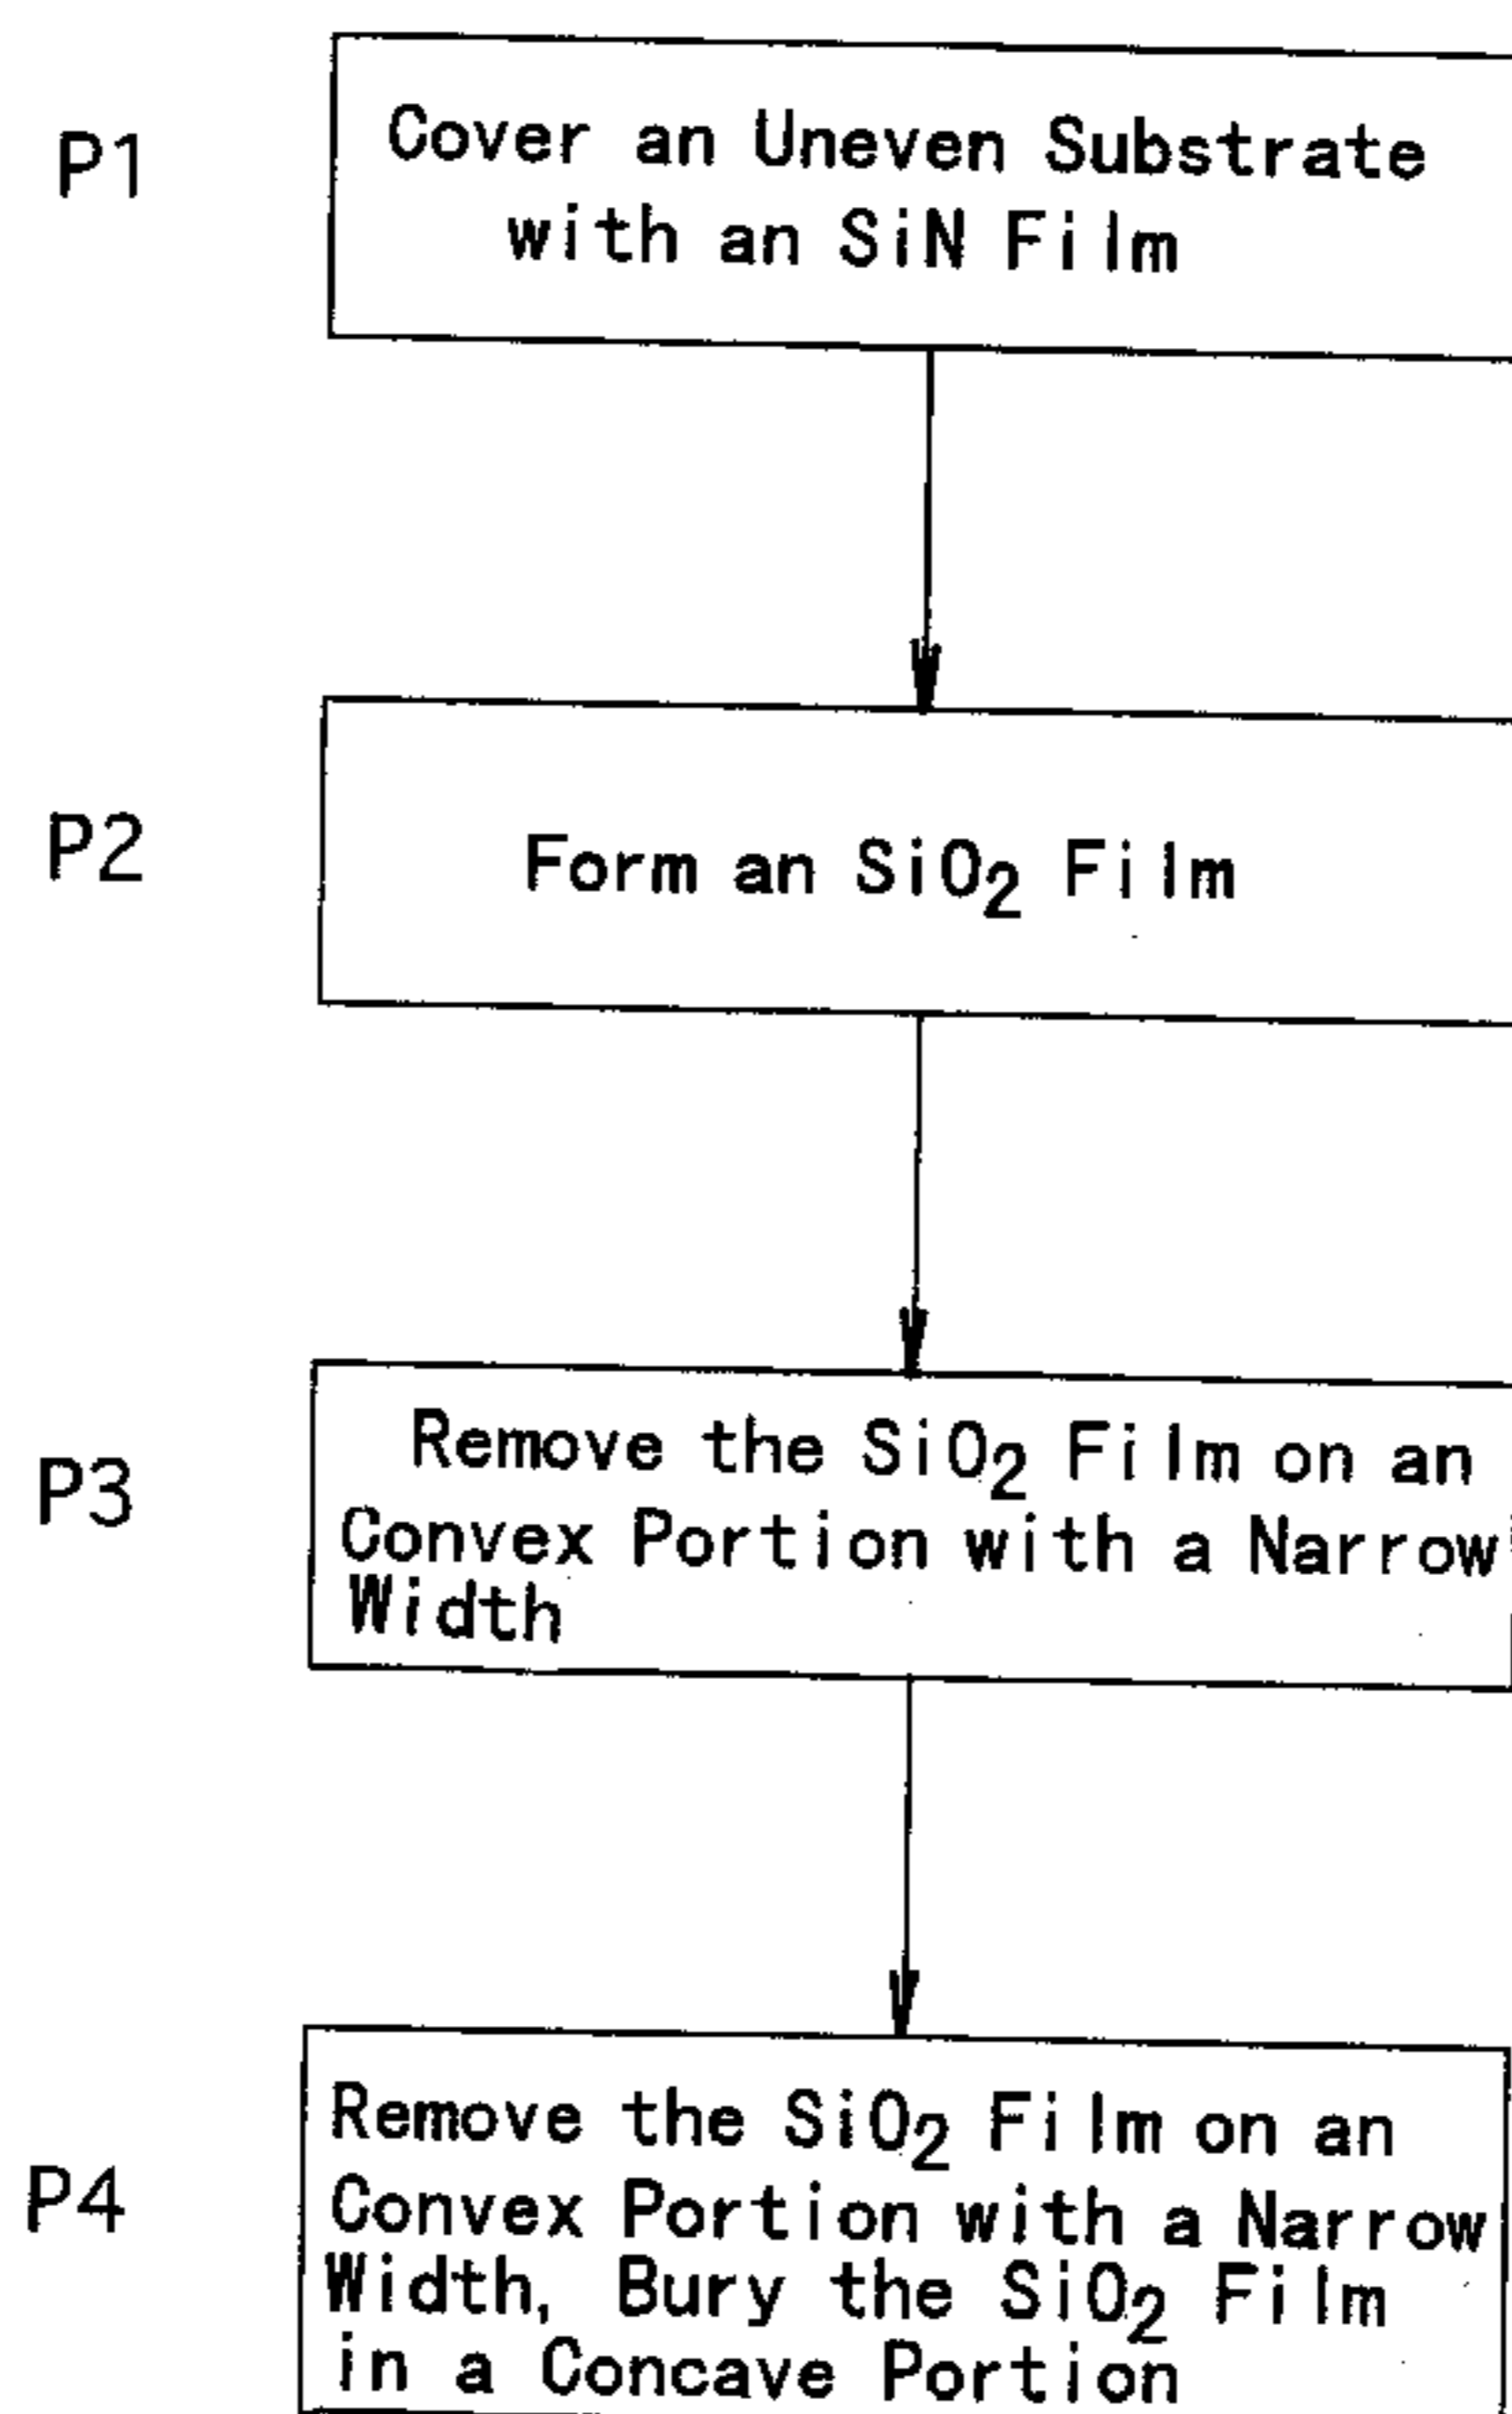 P1
Cover an Uneven Substrate
with an SiN Film
P2
Form an SiO₂ Film
P3
Remove the SiO₂ Film on an
Convex Portion with a Narrow
Width
P4
Remove the SiO₂ Film on an
Convex Portion with a Narrow
Width, Bury the SiO₂ Film
in a Concave Portion